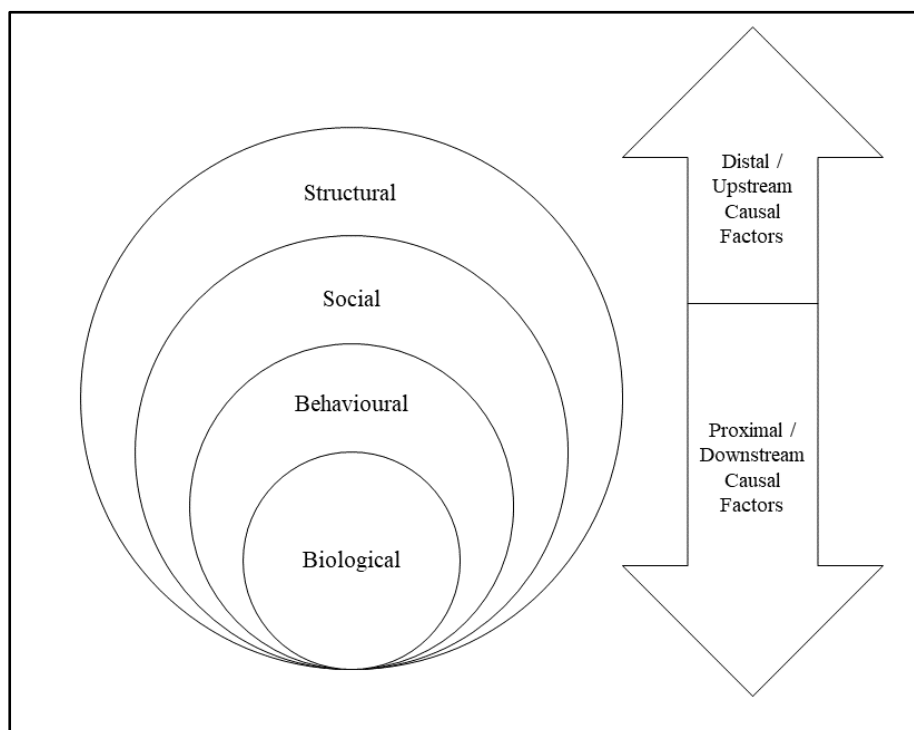 Structural
Social
Behavioural
Biological
Distal /
Upstream
Causal
Factors
Proximal /
Downstream
Causal
Factors